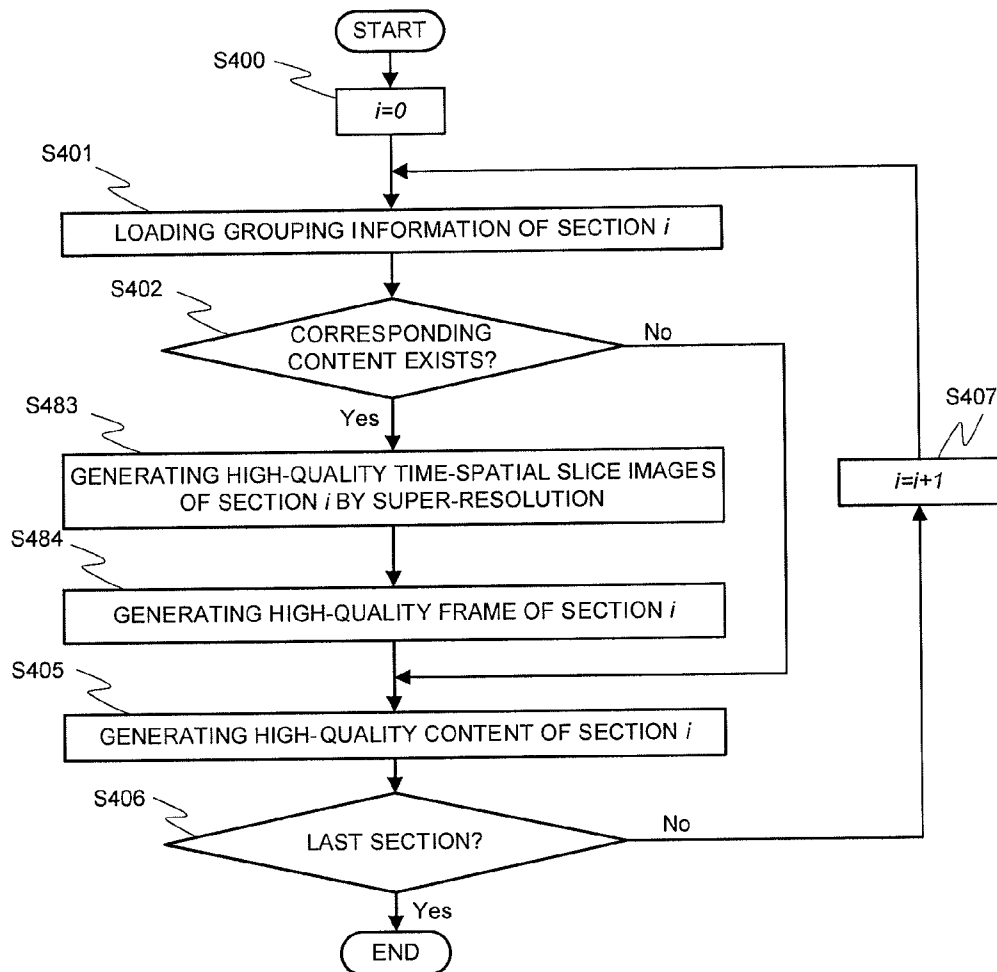 START
S400
i=0
S401
LOADING GROUPING INFORMATION OF SECTION i
S402
CORRESPONDING
CONTENT EXISTS?
No
Yes
S483
GENERATING HIGH-QUALITY TIME-SPATIAL SLICE IMAGES
OF SECTION i BY SUPER-RESOLUTION
S407
i=i+1
S484
GENERATING HIGH-QUALITY FRAME OF SECTION i
S405
GENERATING HIGH-QUALITY CONTENT OF SECTION i
S406
LAST SECTION?
No
Yes
END